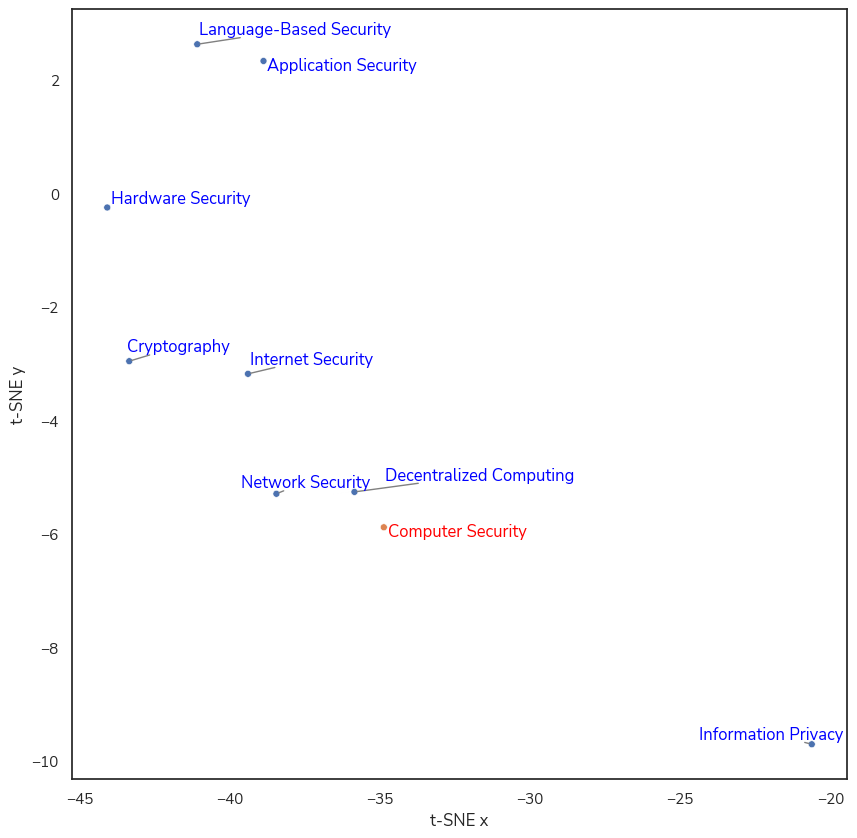 Language-Based Security
Application Security
2
Hardware Security
0
−2
Cryptography
Internet Security
t-SNE y
−4
Decentralized Computing
Network Security
Computer Security
−6
−8
Information Privacy
−10
−45 −40 −35 −30 −25 −20
t-SNE x